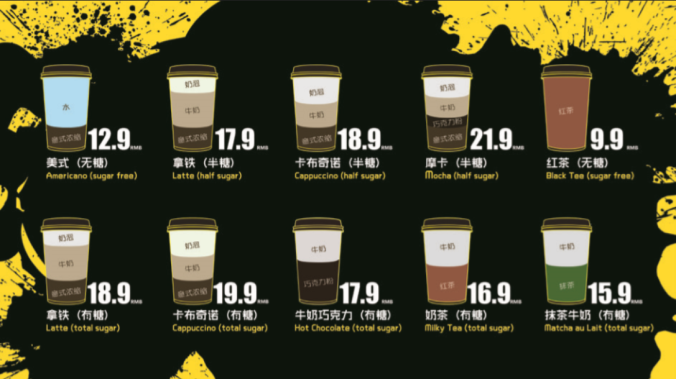 水
意式浓缩
12.9 RMB
美式（无糖）
Americano (sugar free)
奶泡
牛奶
意式浓缩
17.9 RMB
拿铁（半糖）
Latte (half sugar)
奶泡
牛奶
意式浓缩
18.9 RMB
卡布奇诺（半糖）
Cappuccino (half sugar)
奶泡
牛奶
巧克力粉
意式浓缩
21.9 RMB
摩卡（半糖）
Mocha (half sugar)
红茶
9.9 RMB
红茶（无糖）
Black Tea (sugar free)
奶泡
牛奶
意式浓缩
18.9 RMB
拿铁（有糖）
Latte (total sugar)
奶泡
牛奶
意式浓缩
19.9 RMB
卡布奇诺（有糖）
Cappuccino (total sugar)
牛奶
巧克力粉
17.9 RMB
牛奶巧克力（有糖）
Hot Chocolate (total sugar)
牛奶
红茶
16.9 RMB
奶茶（有糖）
Milky Tea (total sugar)
牛奶
抹茶
15.9 RMB
抹茶牛奶（有糖）
Matcha au Lait (total sugar)